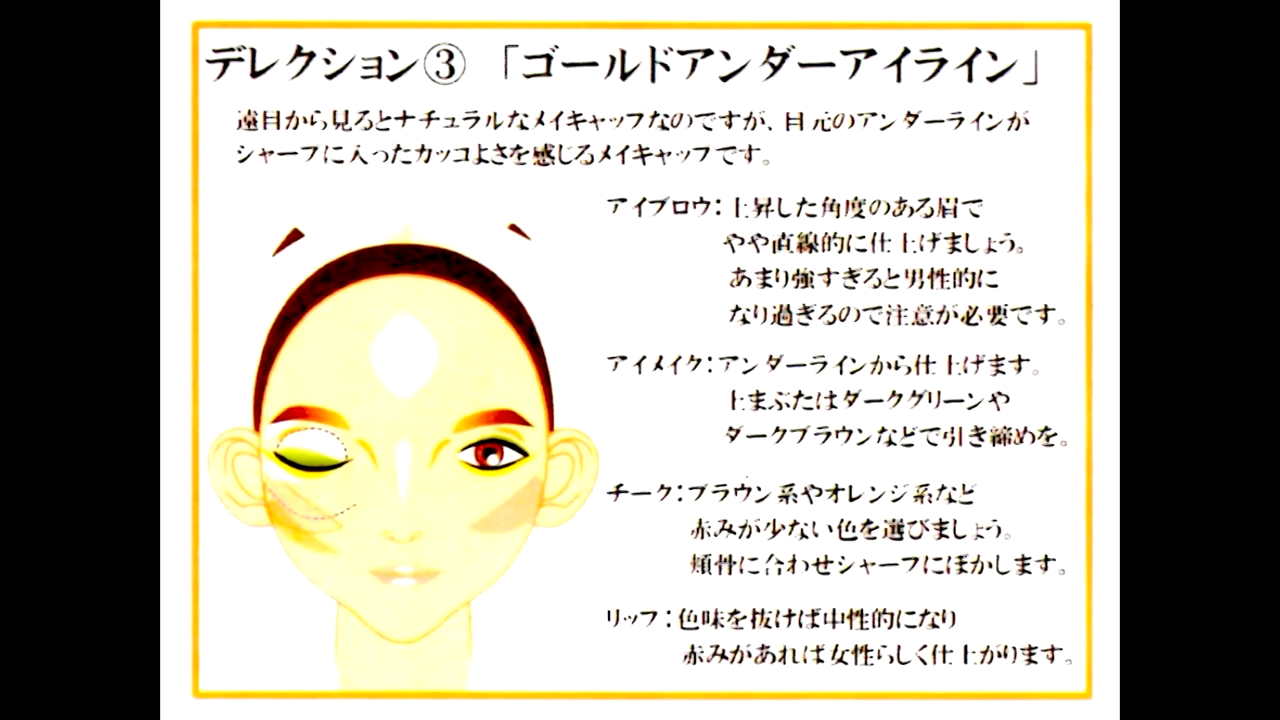 デレクション③ 「ゴールドアンダーアイライン」
遠目から見るとナチュラルなメイキャップなのですが、目元のアンダーラインが
シャープに入ったカッコよさを感じるメイキャップです。
アイブロウ：上昇した角度のある眉で
やや直線的に仕上げましょう。
あまり強すぎると男性的に
なり過ぎるので注意が必要です。
アイメイク：アンダーラインから仕上げます。
上まぶたはダークグリーンや
ダークブラウンなどで引き締めを。
チーク：ブラウン系やオレンジ系など
赤みが少ない色を選びましょう。
頬骨に合わせシャープにぼかします。
リップ：色味を抜けば中性的になり
赤みがあれば女性らしく仕上がります。